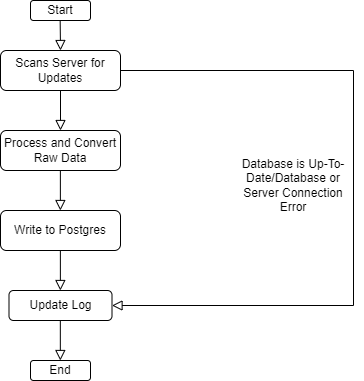 Start
Scans Server for
Updates
Process and Convert
Raw Data
Database is Up-To-
Date/Database or
Server Connection
Error
Write to Postgres
Update Log
End